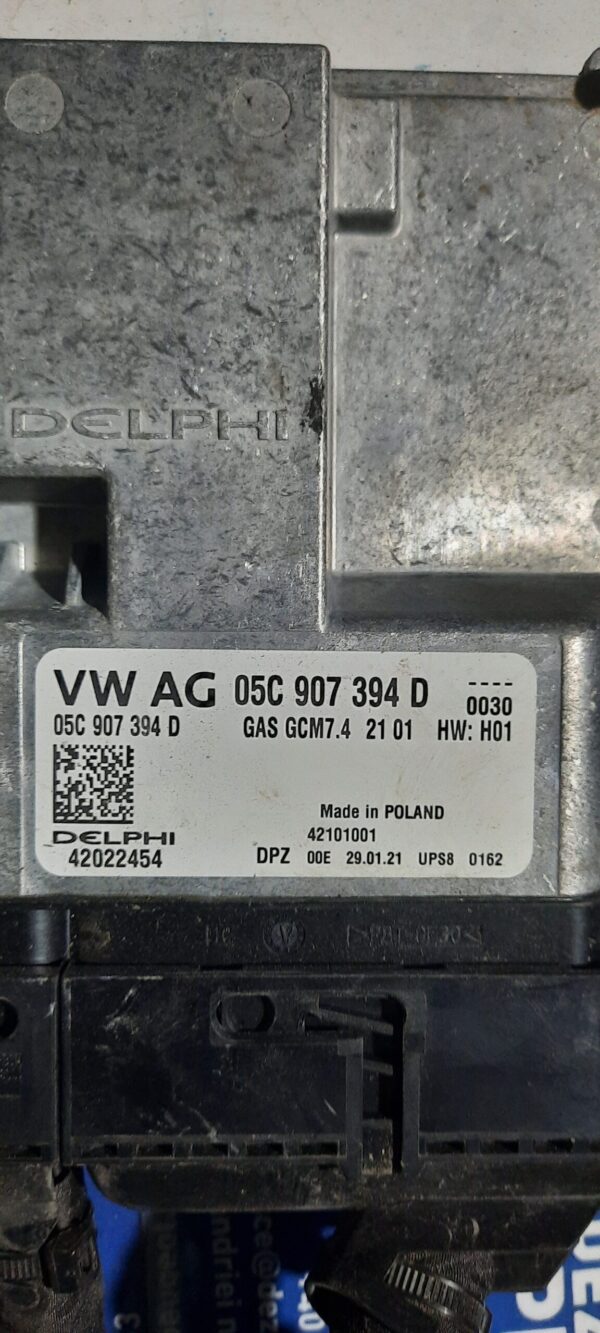 DELPHI
VW AG 05C 907 394 D ----
0030
05C 907 394 D GAS GCM7.4 21 01 HW: H01
Made in POLAND
DELPHI 42101001
42022454 DPZ 00E 29.01.21 UPS8 0162